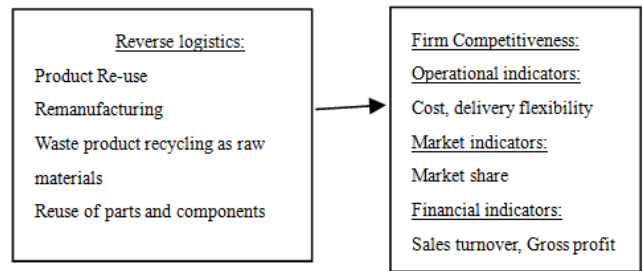 Reverse logistics:
Product Re-use
Remanufacturing
Waste product recycling as raw
materials
Reuse of parts and components
Firm Competitiveness:
Operational indicators:
Cost, delivery flexibility
Market indicators:
Market share
Financial indicators:
Sales turnover, Gross profit